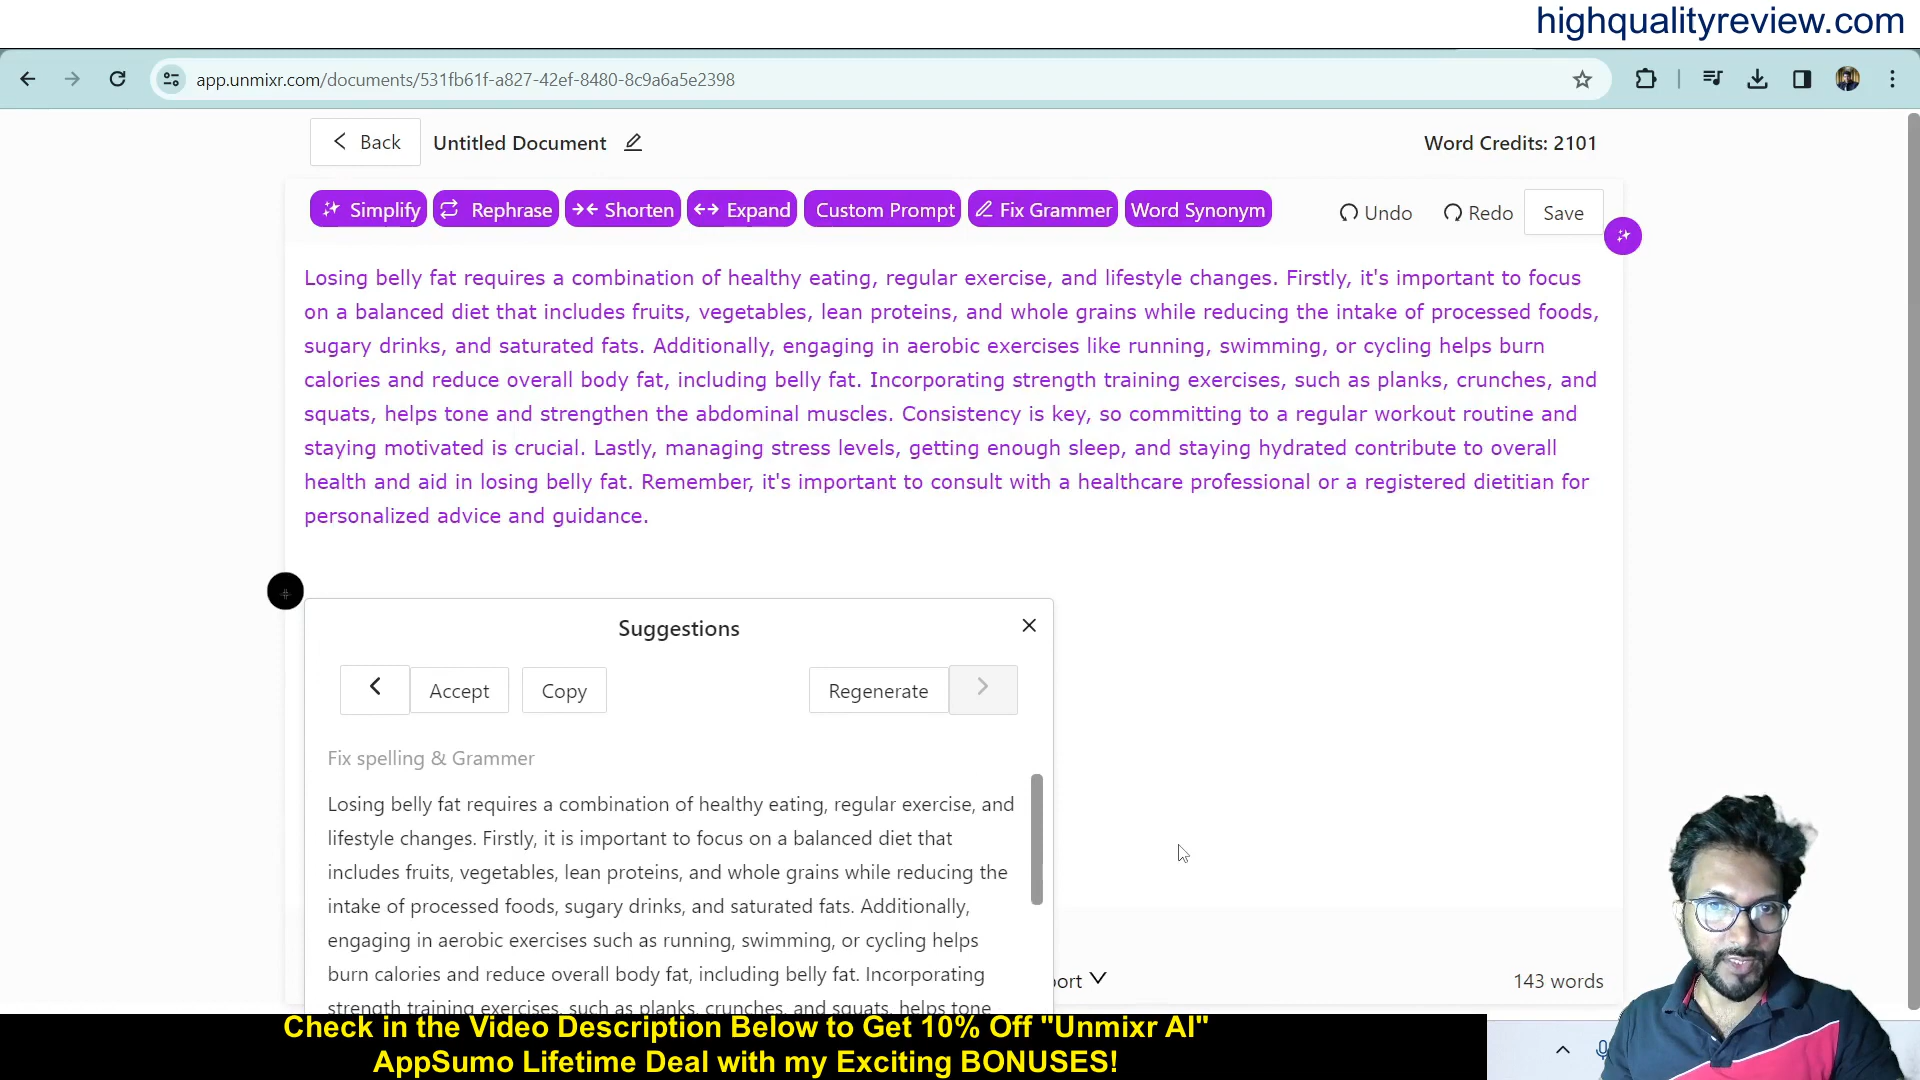 highqualityreview.com
app.unmixr.com/documents/531fb61f-a827-42ef-8480-8c9a6a5e2398
Back
Untitled Document
Word Credits: 2101
Simplify
Rephrase
Shorten
Expand
Custom Prompt
Fix Grammer
Word Synonym
Undo
Redo
Save
Losing belly fat requires a combination of healthy eating, regular exercise, and lifestyle changes. Firstly, it's important to focus
on a balanced diet that includes fruits, vegetables, lean proteins, and whole grains while reducing the intake of processed foods,
sugary drinks, and saturated fats. Additionally, engaging in aerobic exercises like running, swimming, or cycling helps burn
calories and reduce overall body fat, including belly fat. Incorporating strength training exercises, such as planks, crunches, and
squats, helps tone and strengthen the abdominal muscles. Consistency is key, so committing to a regular workout routine and
staying motivated is crucial. Lastly, managing stress levels, getting enough sleep, and staying hydrated contribute to overall
health and aid in losing belly fat. Remember, it's important to consult with a healthcare professional or a registered dietitian for
personalized advice and guidance.
Suggestions
Accept
Copy
Regenerate
Fix spelling & Grammer
Losing belly fat requires a combination of healthy eating, regular exercise, and
lifestyle changes. Firstly, it is important to focus on a balanced diet that
includes fruits, vegetables, lean proteins, and whole grains while reducing the
intake of processed foods, sugary drinks, and saturated fats. Additionally,
engaging in aerobic exercises such as running, swimming, or cycling helps
burn calories and reduce overall body fat, including belly fat. Incorporating
strength training exercises, such as planks, crunches, and squats, helps tone
ort
143 words
Check in the Video Description Below to Get 10% Off "Unmixr AI"
AppSumo Lifetime Deal with my Exciting BONUSES!